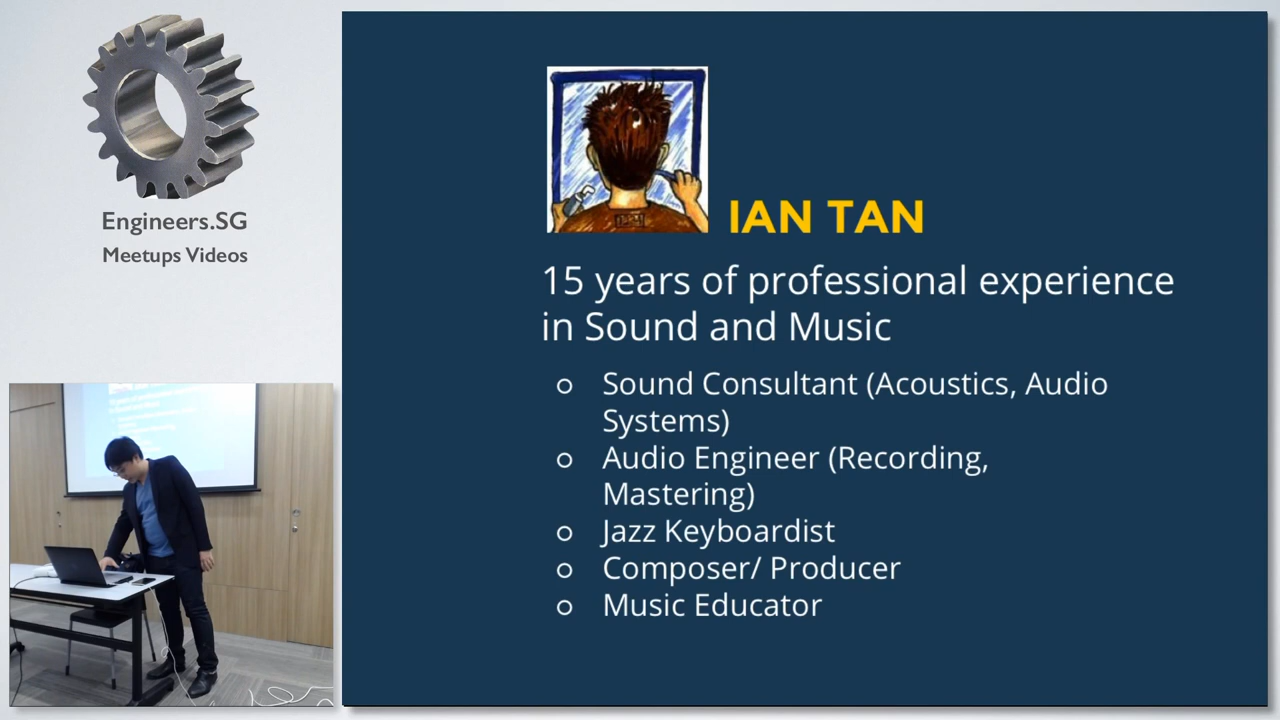 Engineers.SG
Meetups Videos
IAN TAN
15 years of professional experience
in Sound and Music
Sound Consultant (Acoustics, Audio
Systems)
Audio Engineer (Recording,
Mastering)
Jazz Keyboardist
Composer/ Producer
Music Educator